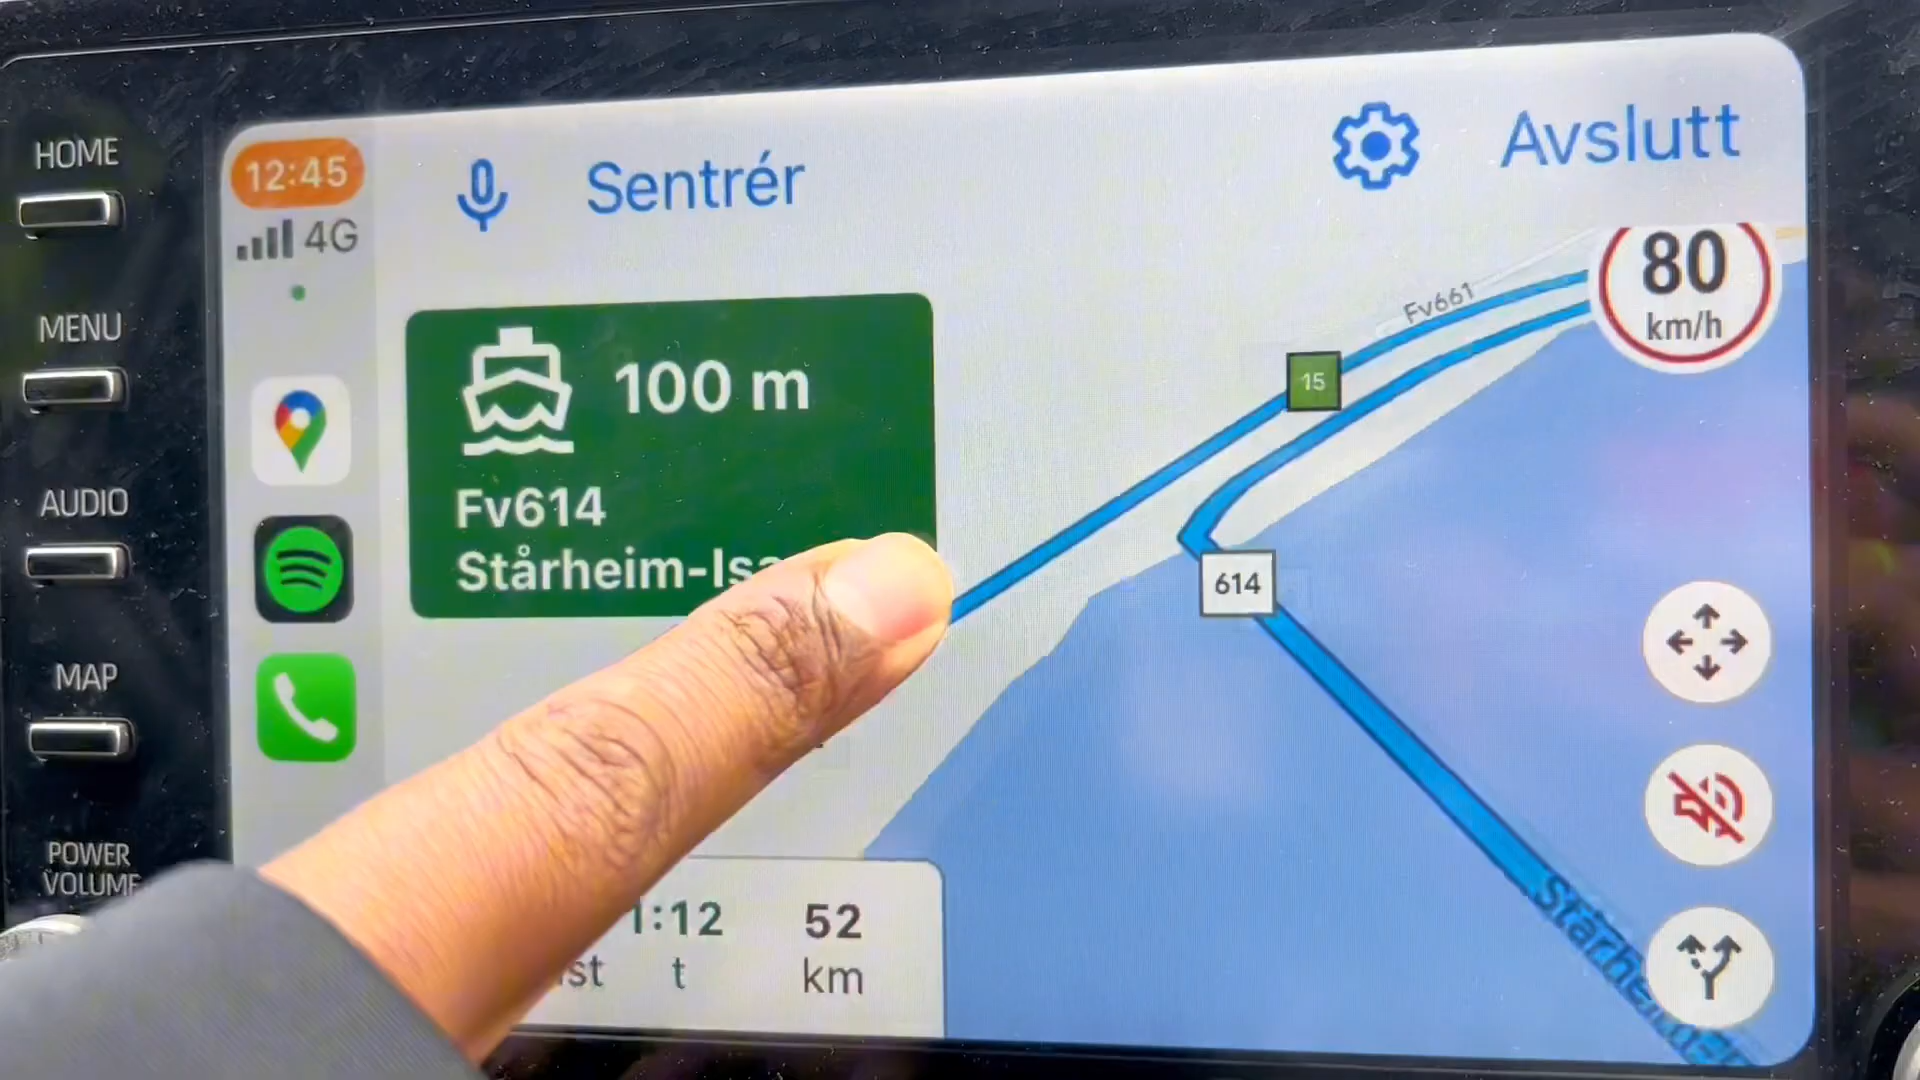 HOME
MENU
AUDIO
MAP
POWER
VOLUME
12:45
4G
Sentrér
Avslutt
100 m
Fv614
Stårheim-Is
80
km/h
Fv661
15
614
1:12
52
t
km